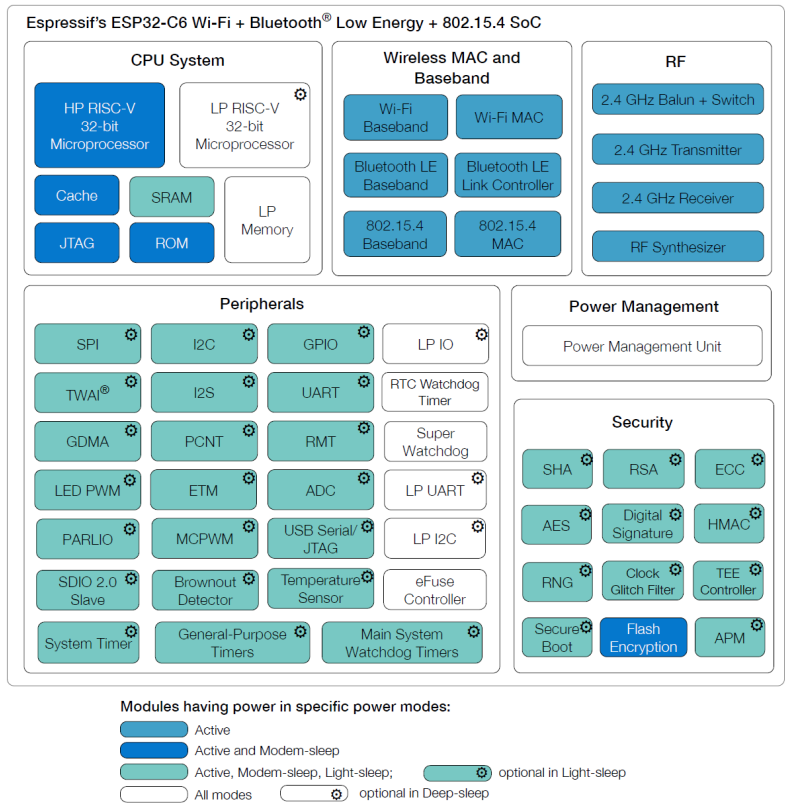 Espressif's ESP32-C6 Wi-Fi + Bluetooth® Low Energy + 802.15.4 SoC
CPU System
HP RISC-V
32-bit
Microprocessor
LP RISC-V
32-bit
Microprocessor
Cache
SRAM
LP
Memory
JTAG
ROM
Wireless MAC and
Baseband
Wi-Fi
Baseband
Wi-Fi MAC
Bluetooth LE
Baseband
Bluetooth LE
Link Controller
802.15.4
Baseband
802.15.4
MAC
RF
2.4 GHz Balun + Switch
2.4 GHz Transmitter
2.4 GHz Receiver
RF Synthesizer
Peripherals
SPI
I2C
GPIO
LP IO
TWAI®
I2S
UART
RTC Watchdog
Timer
GDMA
PCNT
RMT
Super
Watchdog
LED PWM
ETM
ADC
LP UART
PARLIO
MCPWM
USB Serial/
JTAG
LP I2C
SDIO 2.0
Slave
Brownout
Detector
Temperature
Sensor
eFuse
Controller
System Timer
General-Purpose
Timers
Main System
Watchdog Timers
Power Management
Power Management Unit
Security
SHA
RSA
ECC
AES
Digital
Signature
HMAC
RNG
Clock
Glitch Filter
TEE
Controller
Secure
Boot
Flash
Encryption
APM
Modules having power in specific power modes:
Active
Active and Modem-sleep
Active, Modem-sleep, Light-sleep;
optional in Light-sleep
All modes
optional in Deep-sleep